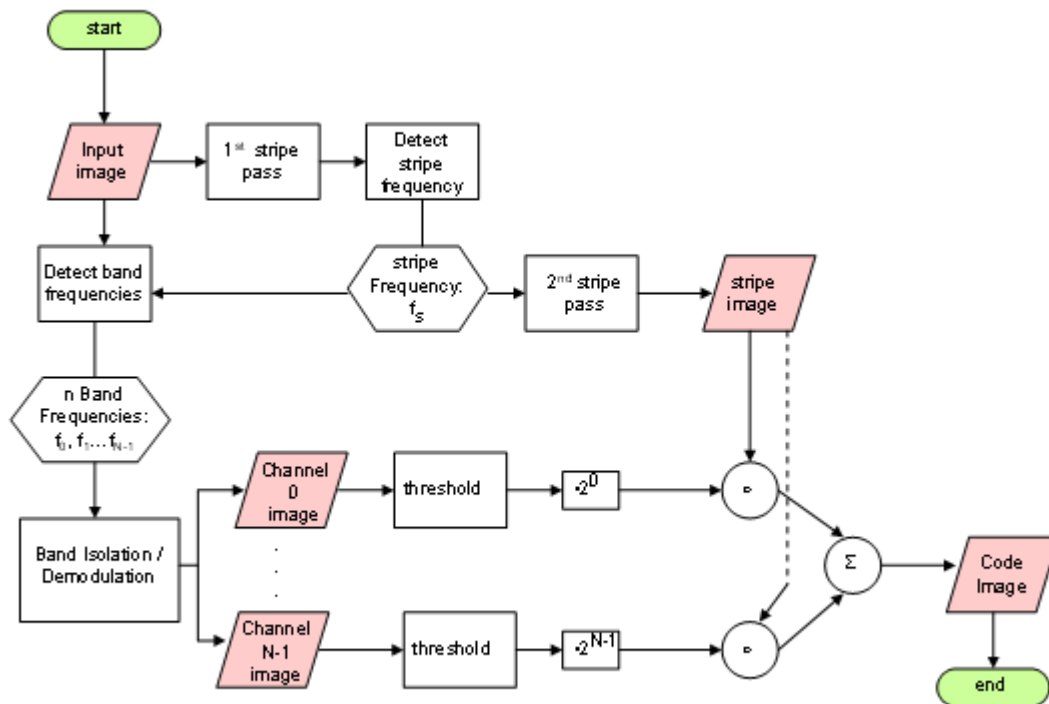 start
Input
image
1st stripe
pass
Detect
stripe
frequency
Detect band
frequencies
stripe
Frequency:
fS
2nd stripe
pass
stripe
image
n Band
Frequencies:
f0, f1...fN-1
Band Isolation /
Demodulation
Channel
0
image
threshold
·2^0
Σ
Code
Image
Channel
N-1
image
threshold
·2^N-1
end